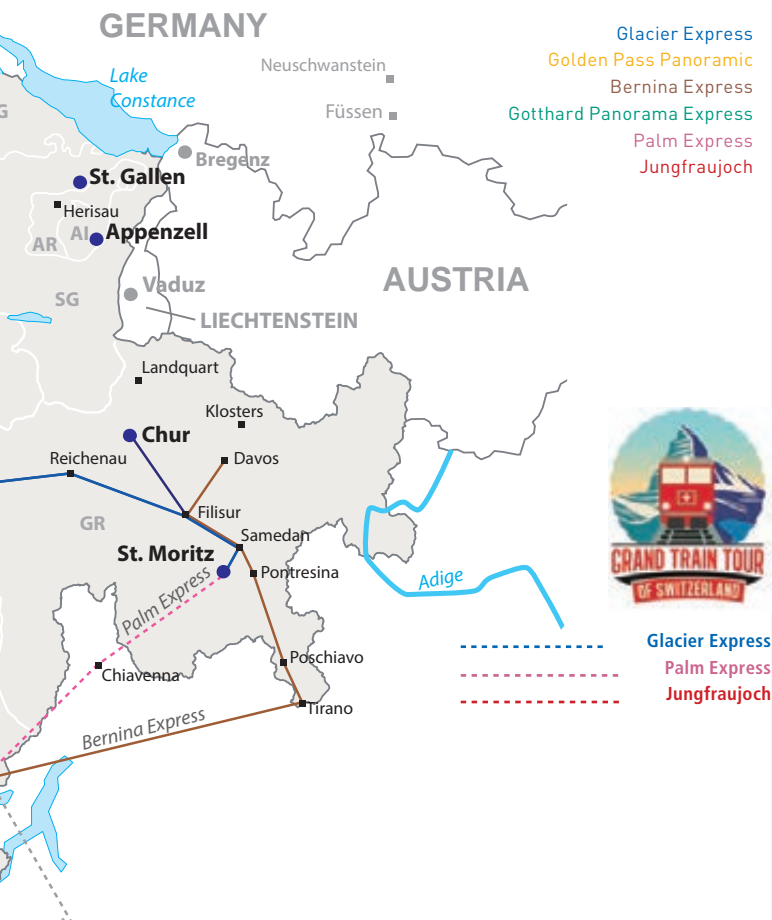 GERMANY
Glacier Express
Golden Pass Panoramic
Bernina Express
Gotthard Panorama Express
Palm Express
Jungfraujoch
Neuschwanstein
Lake
Constance
Füssen
G
Bregenz
St. Gallen
Herisau
AI
Appenzell
AR
AUSTRIA
Vaduz
SG
LIECHTENSTEIN
Landquart
Klosters
Chur
Reichenau
Davos
Filisur
GR
Samedan
St. Moritz
Pontresina
Adige
Palm Express
GRAND TRAIN TOUR
OF SWITZERLAND
Glacier Express
Poschiavo
Palm Express
Chiavenna
Jungfraujoch
Tirano
Bernina Express